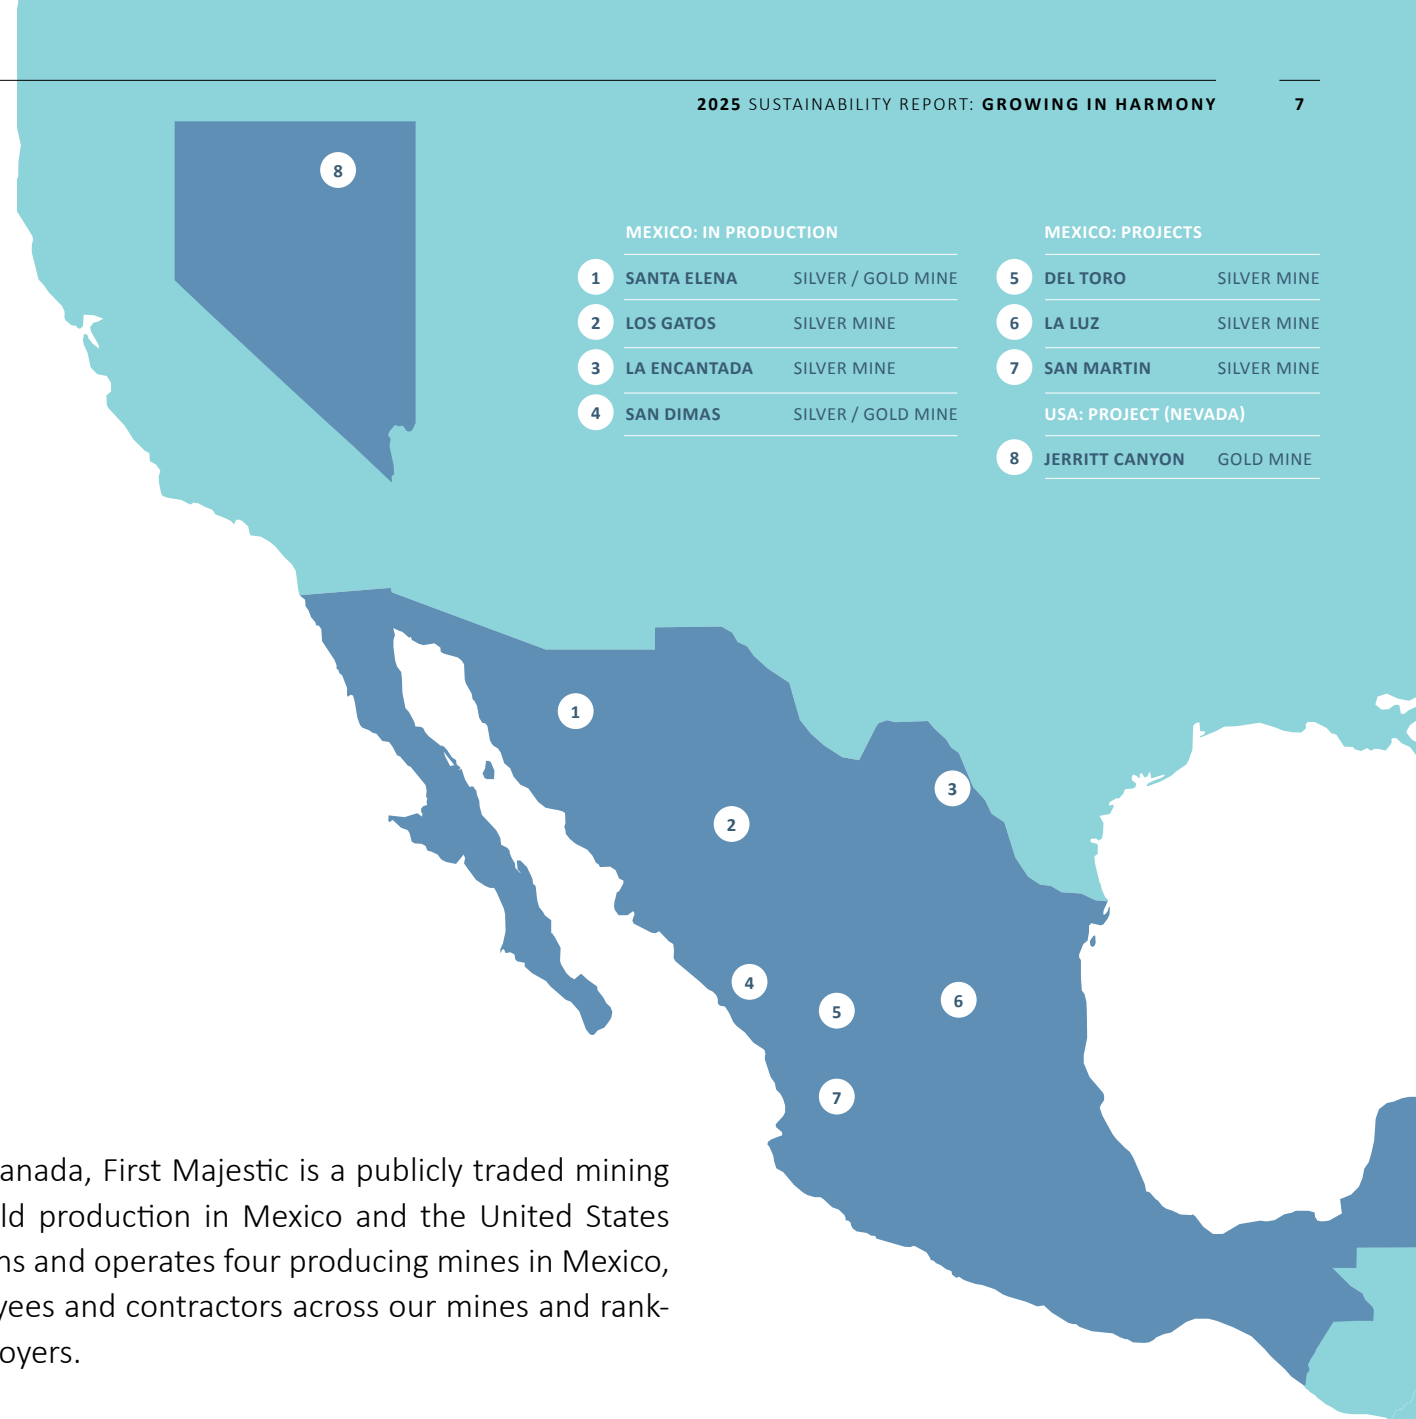 2025 SUSTAINABILITY REPORT: GROWING IN HARMONY 7
8
MEXICO: IN PRODUCTION
1 SANTA ELENA SILVER / GOLD MINE
2 LOS GATOS SILVER MINE
3 LA ENCANTADA SILVER MINE
4 SAN DIMAS SILVER / GOLD MINE
MEXICO: PROJECTS
5 DEL TORO SILVER MINE
6 LA LUZ SILVER MINE
7 SAN MARTIN SILVER MINE
USA: PROJECT (NEVADA)
8 JERRITT CANYON GOLD MINE
1
3
2
4
6
5
7
anada, First Majestic is a publicly traded mining
ld production in Mexico and the United States
ns and operates four producing mines in Mexico,
yees and contractors across our mines and rank-
oyers.